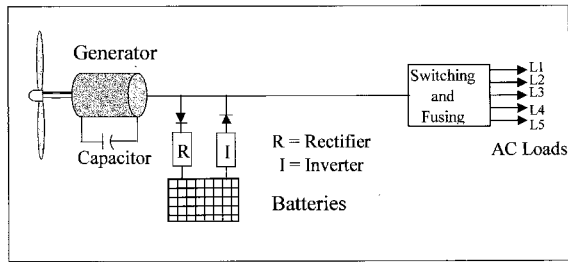 Generator
Capacitor
R
I
R = Rectifier
I = Inverter
Batteries
Switching
and
Fusing
L1
L2
L3
L4
L5
AC Loads